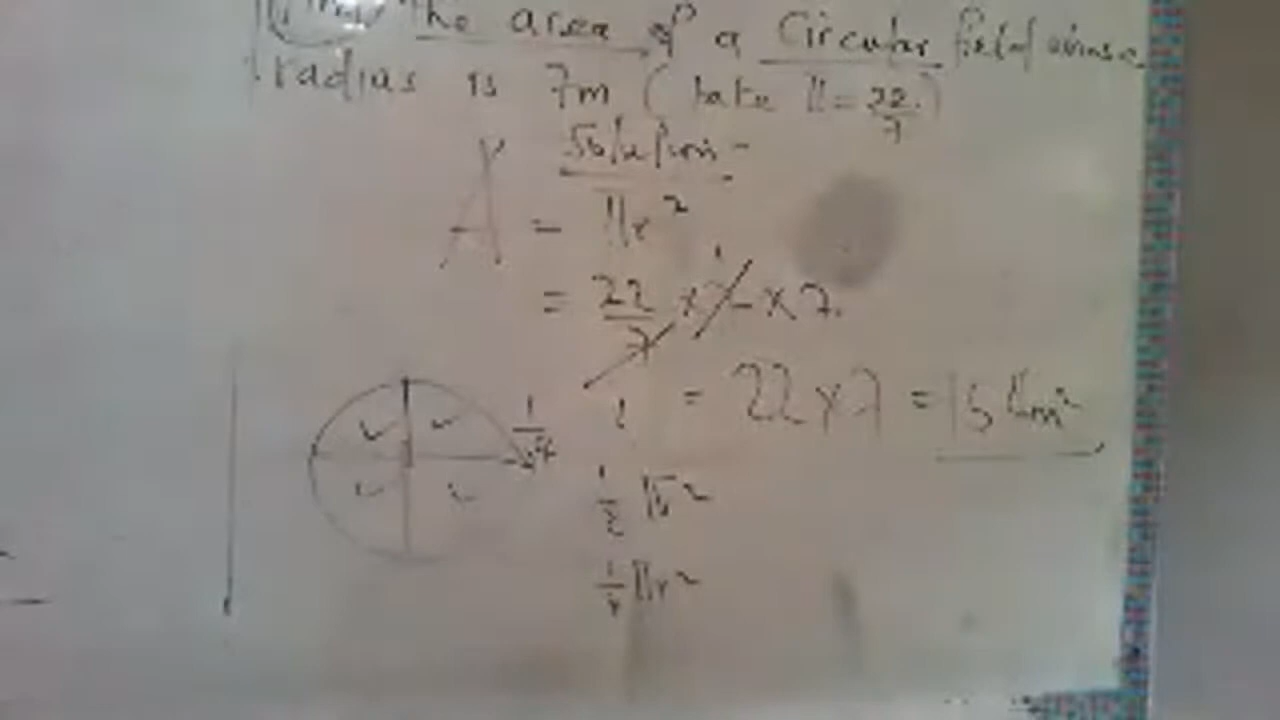 the area of a Circular field whose
radius is 7m (take π = 22/7)
Solution
A = πr²
= 22/7 × 7 × 7
1/4
= 22 × 7 = 154m²
1/2 πr²
1/4 πr²